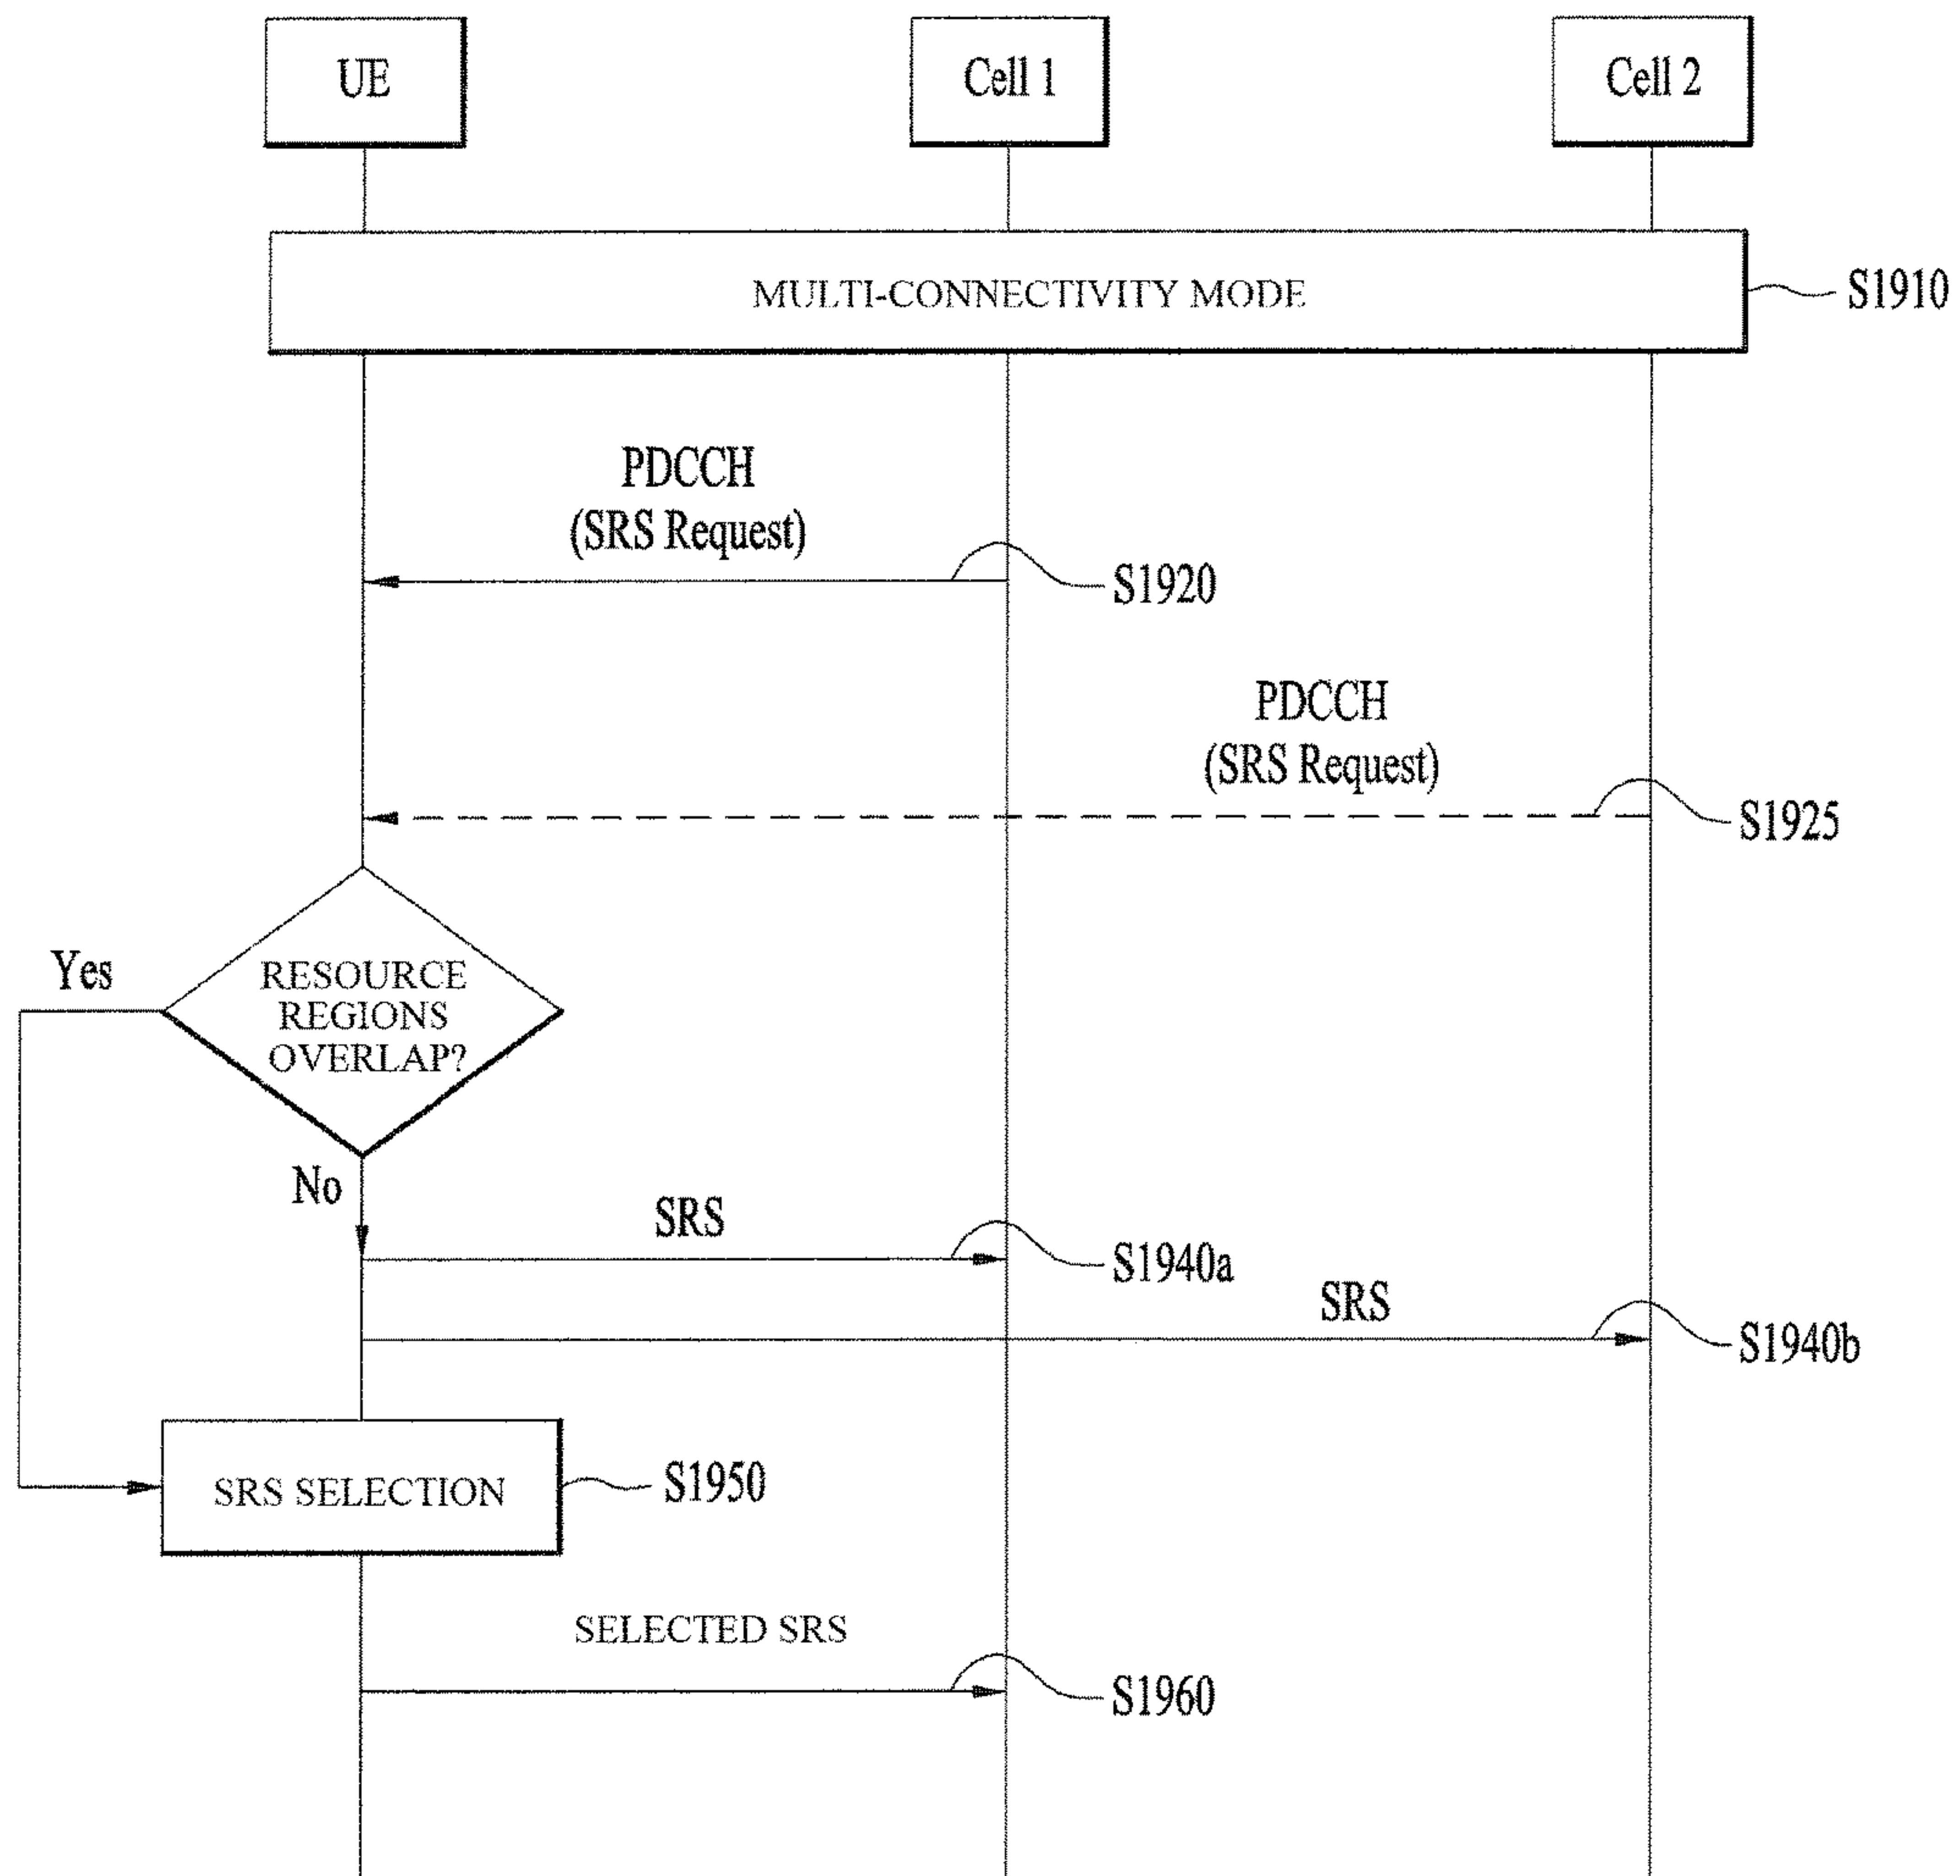 UE
Cell 1
Cell 2
MULTI-CONNECTIVITY MODE
S1910
PDCCH
(SRS Request)
S1920
PDCCH
(SRS Request)
S1925
Yes
RESOURCE
REGIONS
OVERLAP?
No
SRS
S1940a
SRS
S1940b
SRS SELECTION
S1950
SELECTED SRS
S1960